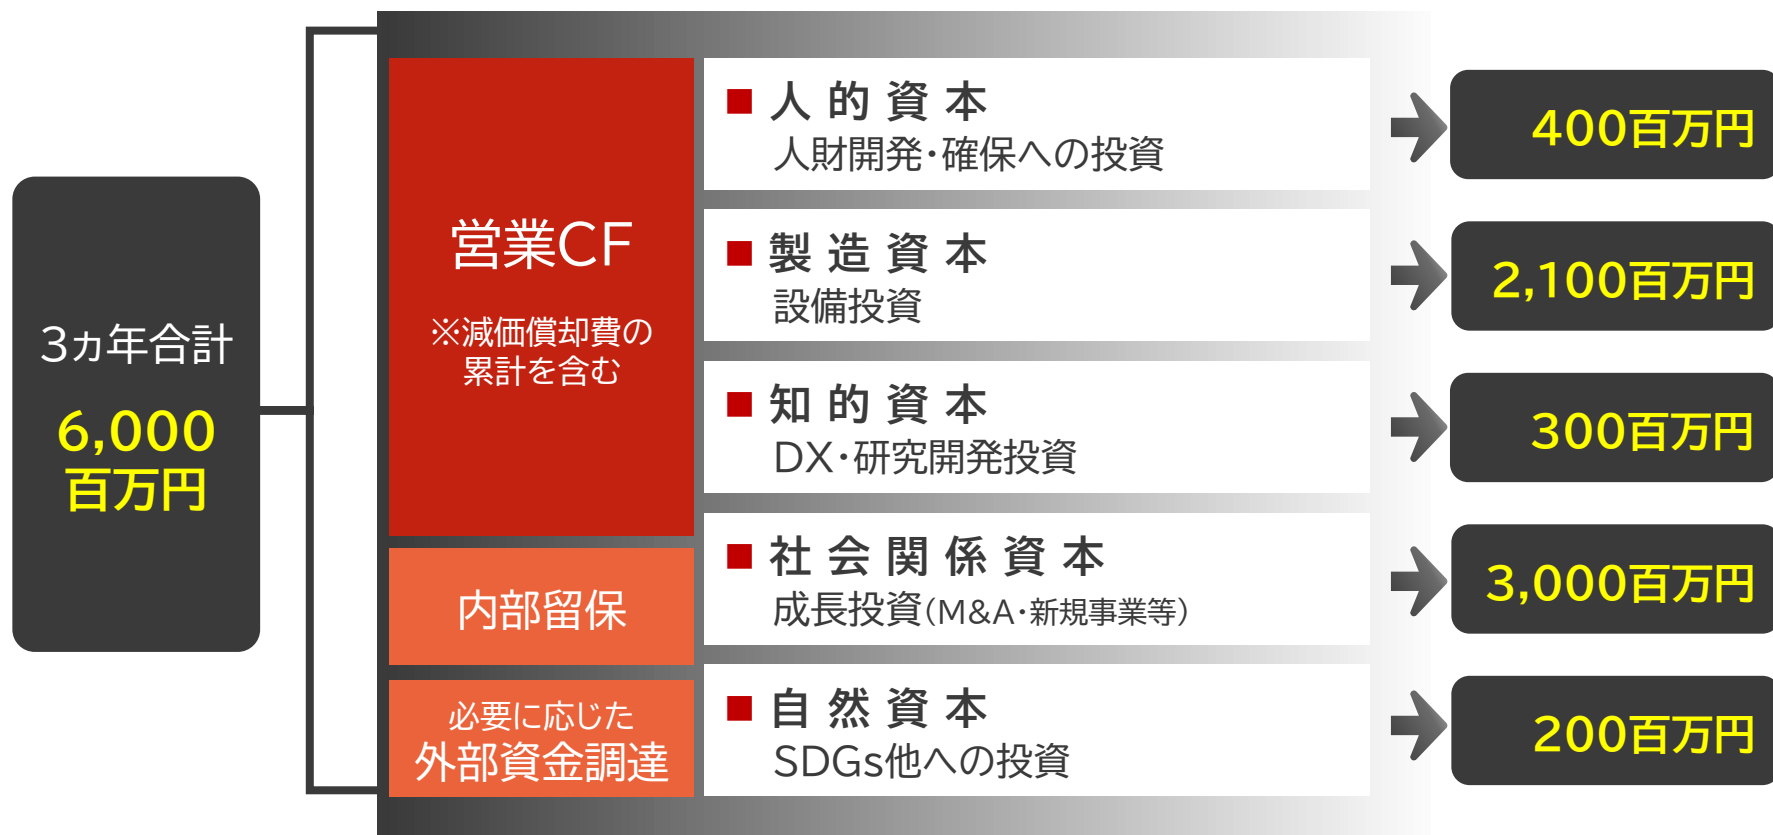 3ヵ年合計
6,000
百万円
営業CF
※減価償却費の
累計を含む
内部留保
必要に応じた
外部資金調達
■ 人的資本
人財開発・確保への投資
400百万円
■ 製造資本
設備投資
2,100百万円
■ 知的資本
DX・研究開発投資
300百万円
■ 社会関係資本
成長投資(M&A・新規事業等)
3,000百万円
■ 自然資本
SDGs他への投資
200百万円